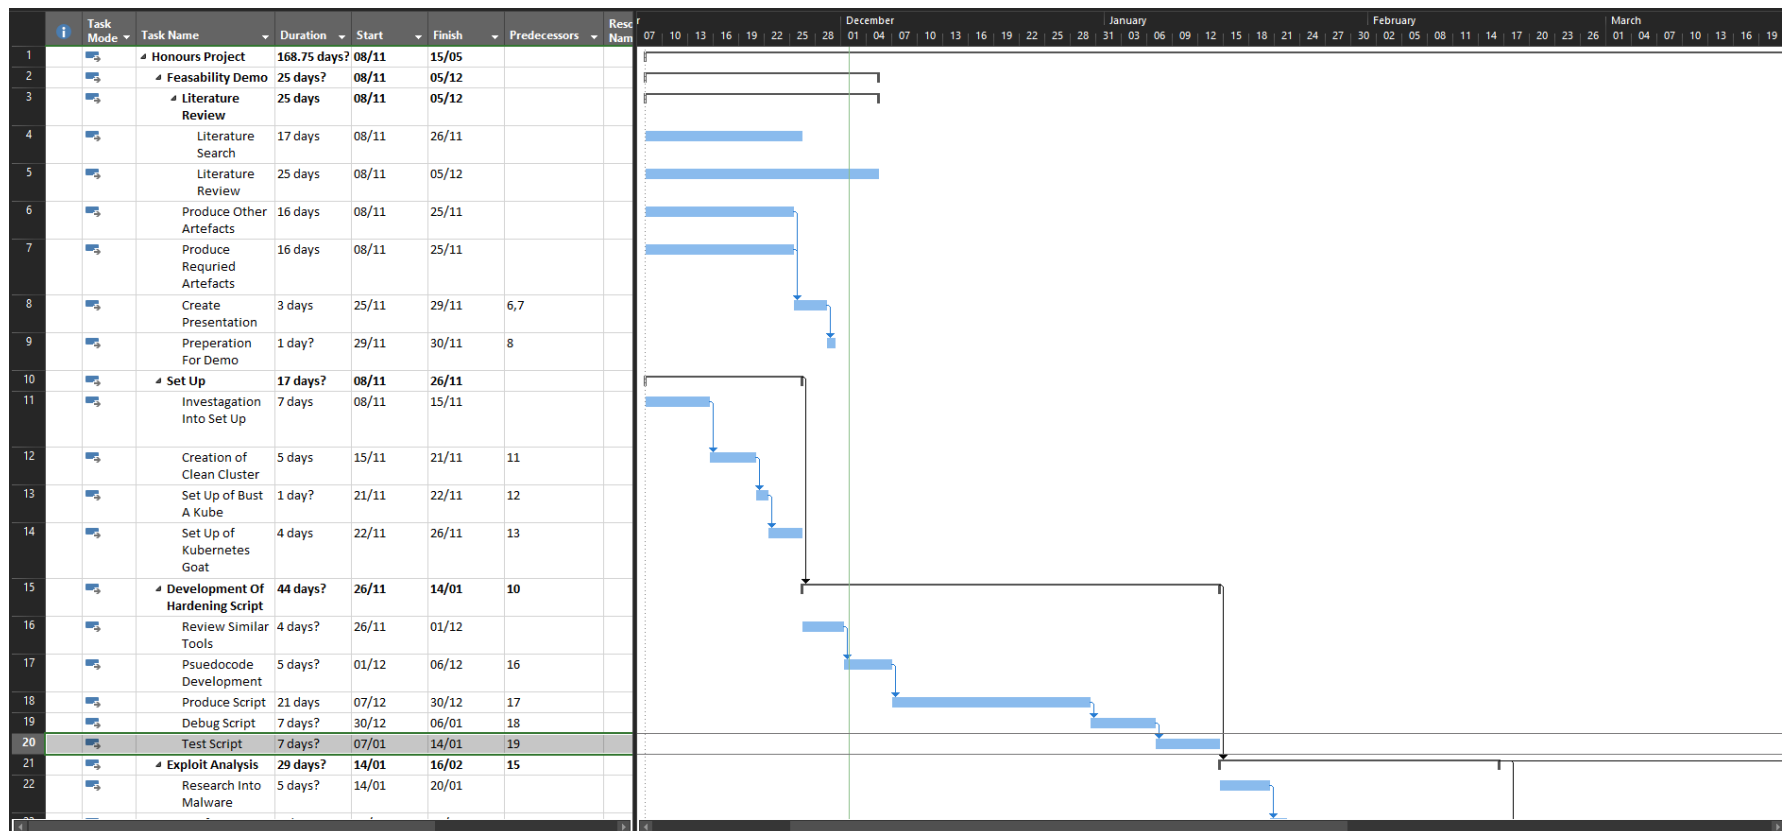 Task Mode Task Name Duration Start Finish Predecessors Resc Nam
r December January February March
07 10 13 16 19 22 25 28 01 04 07 10 13 16 19 22 25 28 31 03 06 09 12 15 18 21 24 27 30 02 05 08 11 14 17 20 23 26 01 04 07 10 13 16 19
1 Honours Project 168.75 days? 08/11 15/05
2 Feasability Demo 25 days? 08/11 05/12
3 Literature Review 25 days 08/11 05/12
4 Literature Search 17 days 08/11 26/11
5 Literature Review 25 days 08/11 05/12
6 Produce Other Artefacts 16 days 08/11 25/11
7 Produce Requried Artefacts 16 days 08/11 25/11
8 Create Presentation 3 days 25/11 29/11 6,7
9 Preperation For Demo 1 day? 29/11 30/11 8
10 Set Up 17 days? 08/11 26/11
11 Investagation Into Set Up 7 days 08/11 15/11
12 Creation of Clean Cluster 5 days 15/11 21/11 11
13 Set Up of Bust A Kube 1 day? 21/11 22/11 12
14 Set Up of Kubernetes Goat 4 days 22/11 26/11 13
15 Development Of Hardening Script 44 days? 26/11 14/01 10
16 Review Similar Tools 4 days? 26/11 01/12
17 Psuedocode Development 5 days? 01/12 06/12 16
18 Produce Script 21 days 07/12 30/12 17
19 Debug Script 7 days? 30/12 06/01 18
20 Test Script 7 days? 07/01 14/01 19
21 Exploit Analysis 29 days? 14/01 16/02 15
22 Research Into Malware 5 days? 14/01 20/01